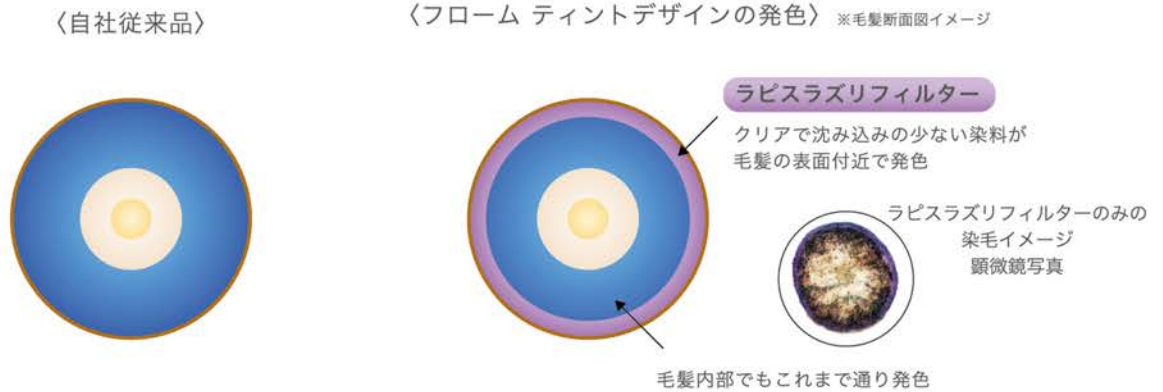 〈自社従来品〉
〈フローム ティントデザインの発色〉 ※毛髪断面図イメージ
ラピスラズリフィルター
クリアで沈み込みの少ない染料が
毛髪の表面付近で発色
ラピスラズリフィルターのみの
染毛イメージ
顕微鏡写真
毛髪内部でもこれまで通り発色